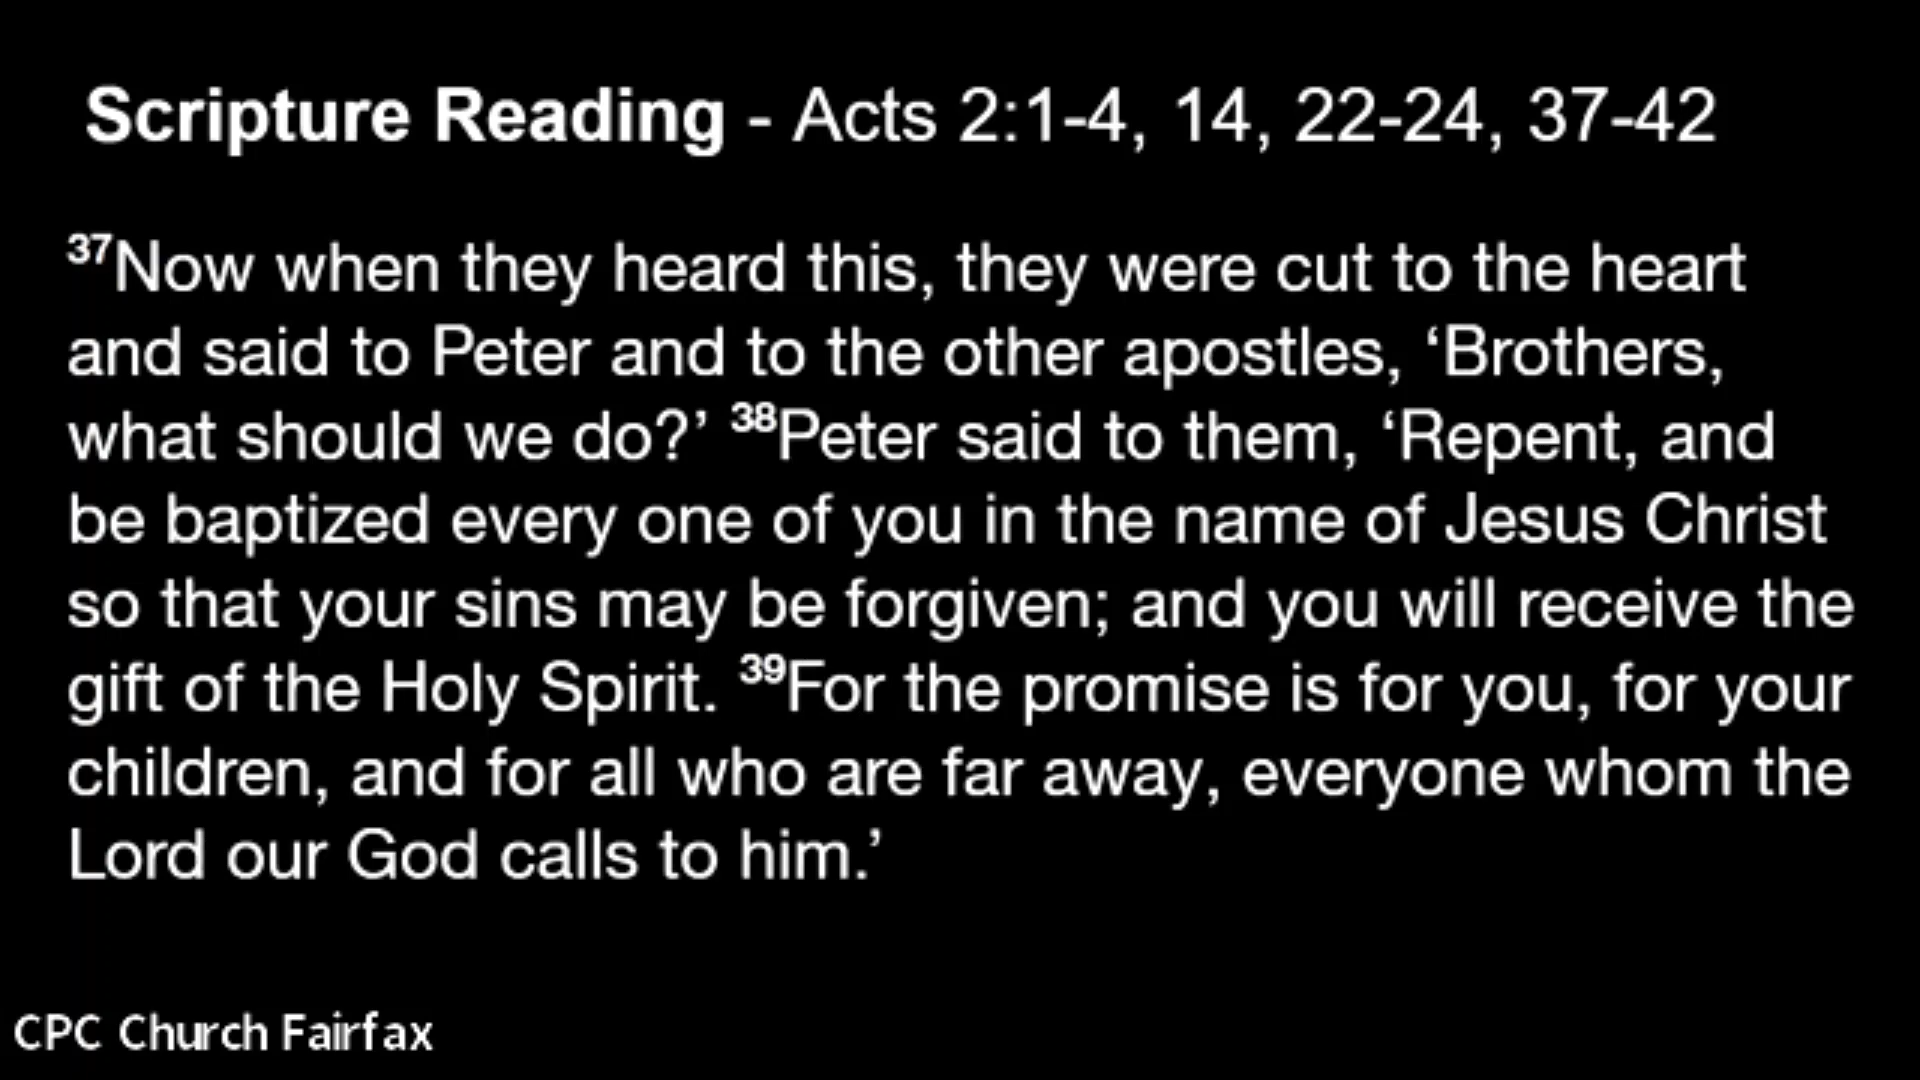 Scripture Reading - Acts 2:1-4, 14, 22-24, 37-42
³⁷Now when they heard this, they were cut to the heart
and said to Peter and to the other apostles, ‘Brothers,
what should we do?’ ³⁸Peter said to them, ‘Repent, and
be baptized every one of you in the name of Jesus Christ
so that your sins may be forgiven; and you will receive the
gift of the Holy Spirit. ³⁹For the promise is for you, for your
children, and for all who are far away, everyone whom the
Lord our God calls to him.’
CPC Church Fairfax